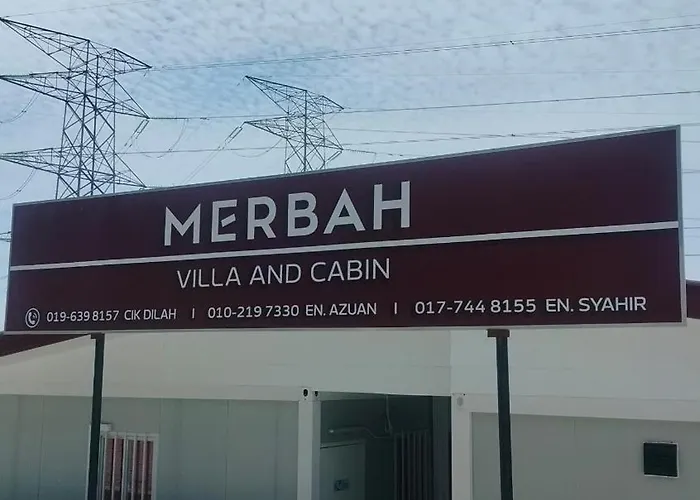 MERBAH
VILLA AND CABIN
019-639 8157 CIK DILAH | 010-219 7330 EN. AZUAN | 017-744 8155 EN. SYAHIR